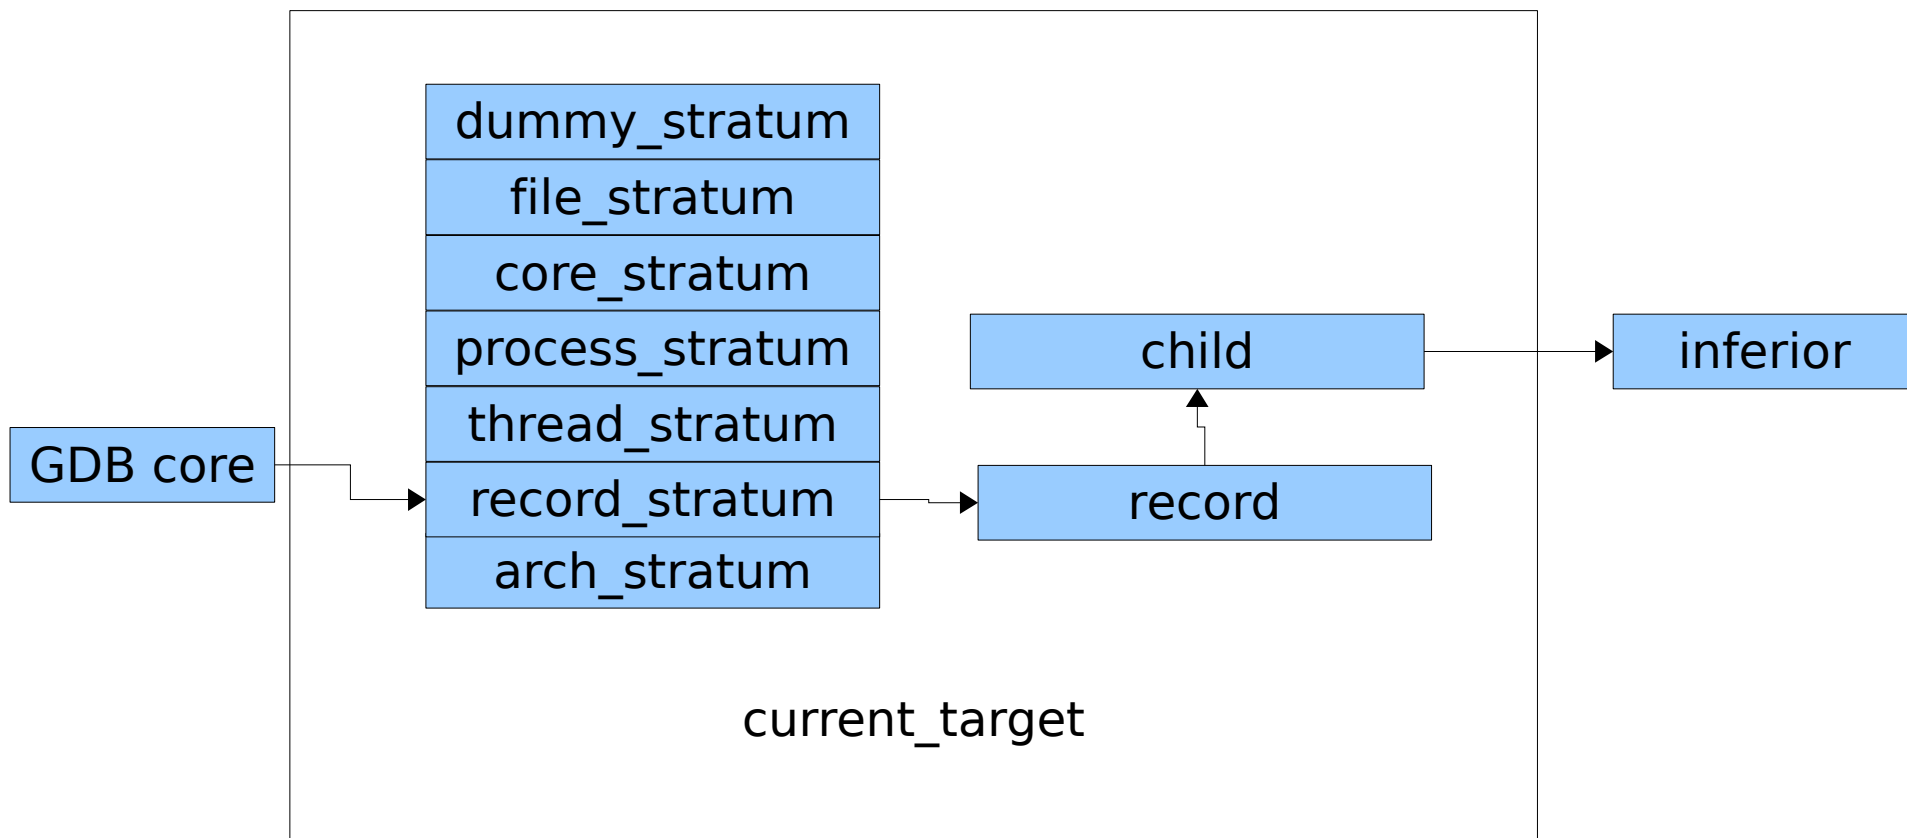 dummy_stratum
file_stratum
core_stratum
process_stratum
thread_stratum
record_stratum
arch_stratum
GDB core
child
record
inferior
current_target